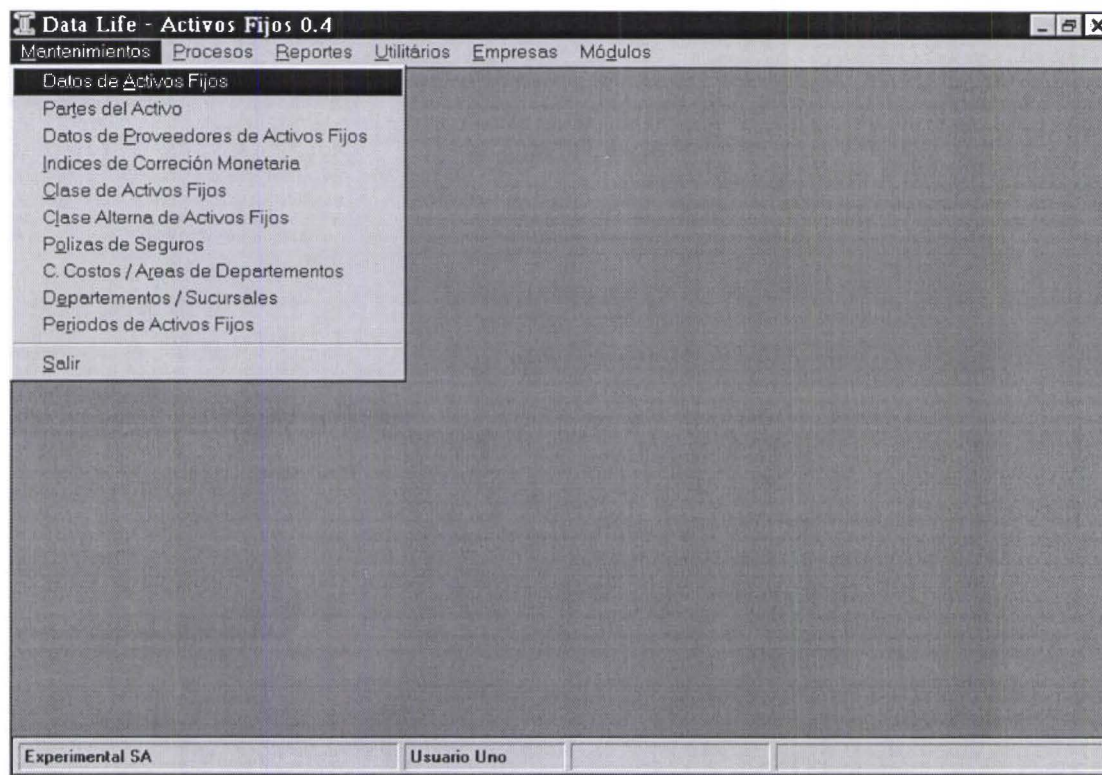 Data Life - Activos Fijos 0.4
Mantenimientos Procesos Reportes Utilitários Empresas Módulos
Datos de Activos Fijos
Partes del Activo
Datos de Proveedores de Activos Fijos
Indices de Correción Monetaria
Clase de Activos Fijos
Clase Alterna de Activos Fijos
Polizas de Seguros
C. Costos / Areas de Departementos
Departementos / Sucursales
Periodos de Activos Fijos
Salir
Experimental SA Usuario Uno